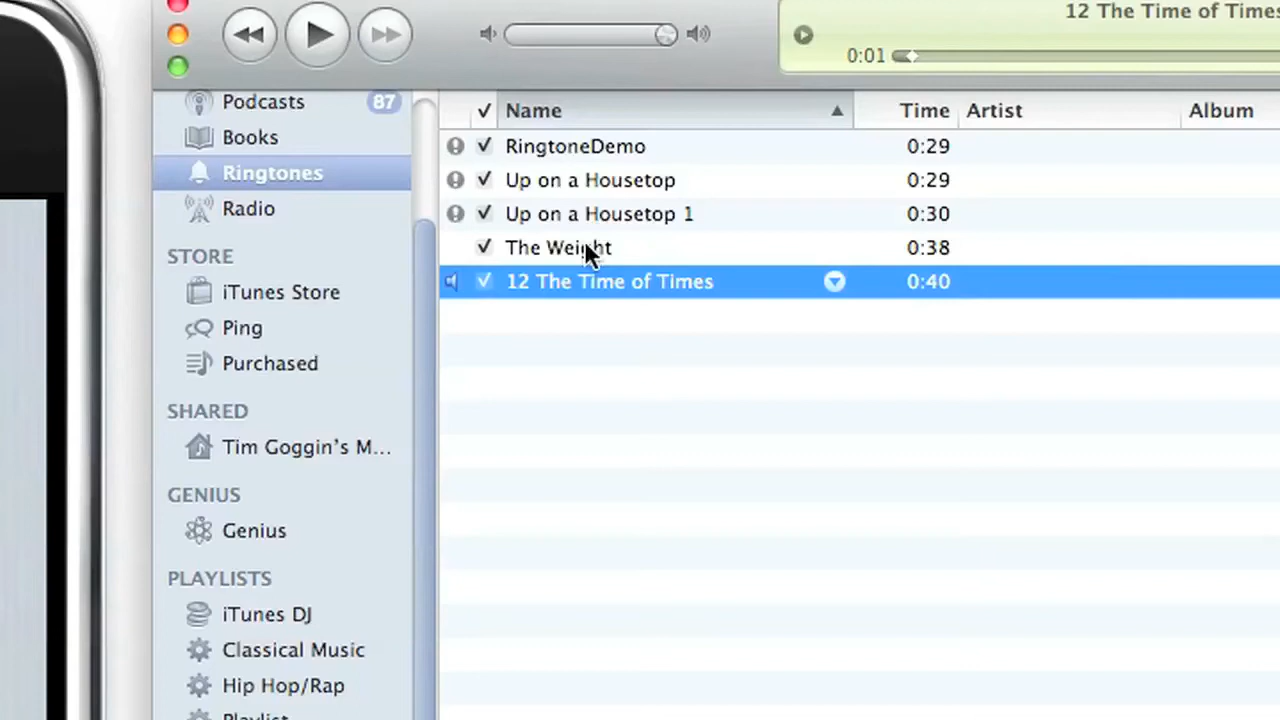 12 The Time of Times
0:01
Podcasts 87
Books
Ringtones
Radio
STORE
iTunes Store
Ping
Purchased
SHARED
Tim Goggin's M...
GENIUS
Genius
PLAYLISTS
iTunes DJ
Classical Music
Hip Hop/Rap
Playlist
Name Time Artist Album
RingtoneDemo 0:29
Up on a Housetop 0:29
Up on a Housetop 1 0:30
The Weight 0:38
12 The Time of Times 0:40